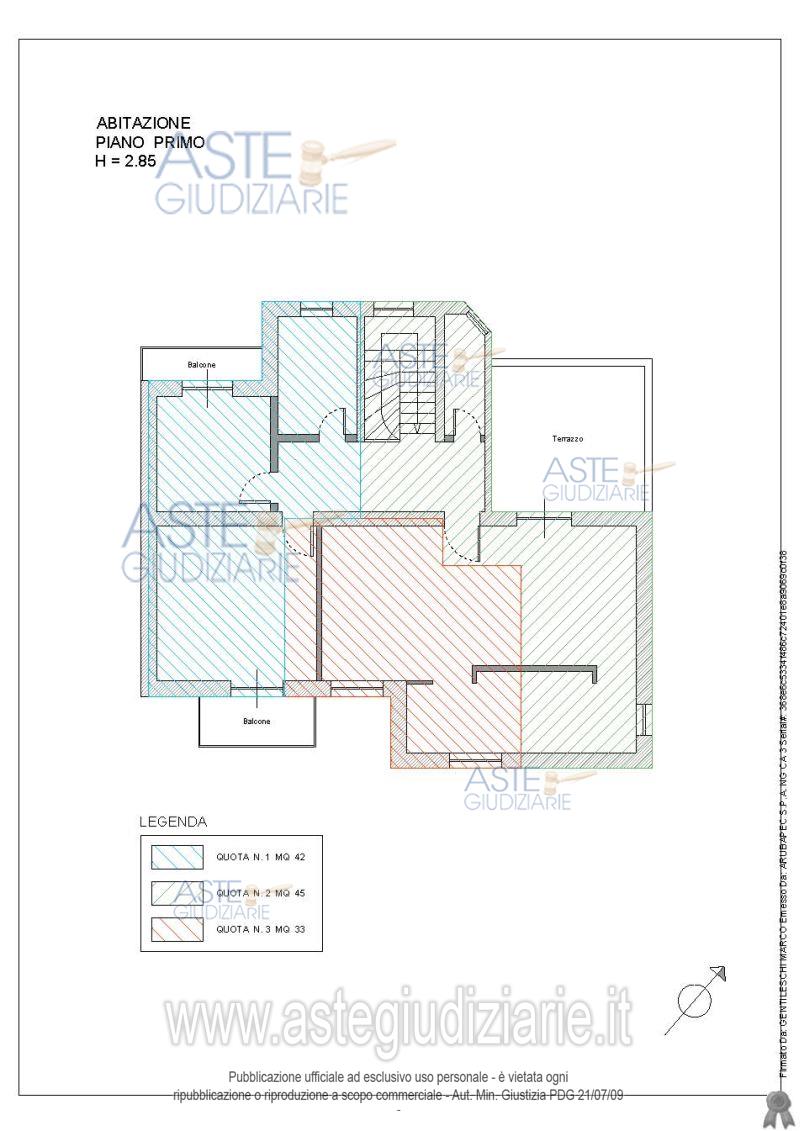 ABITAZIONE
PIANO PRIMO
H = 2.85
ASTE
GIUDIZIARIE
Balcone
ASTE
GIUDIZIARIE
Terrazzo
ASTE
GIUDIZIARIE
ASTE
GIUDIZIARIE
Balcone
ASTE
GIUDIZIARIE
LEGENDA
QUOTA N. 1 MQ 42
QUOTA N. 2 MQ 45
ASTE
GIUDIZIARIE
QUOTA N. 3 MQ 33
www.astegiudiziarie.it
Pubblicazione ufficiale ad esclusivo uso personale - è vietata ogni
ripubblicazione o riproduzione a scopo commerciale - Aut. Min. Giustizia PDG 21/07/09
-
Firmato Da: GENTILESCHI MARCO Emesso Da: ARUBAPEC S.P.A. NG CA 3 Serial#: